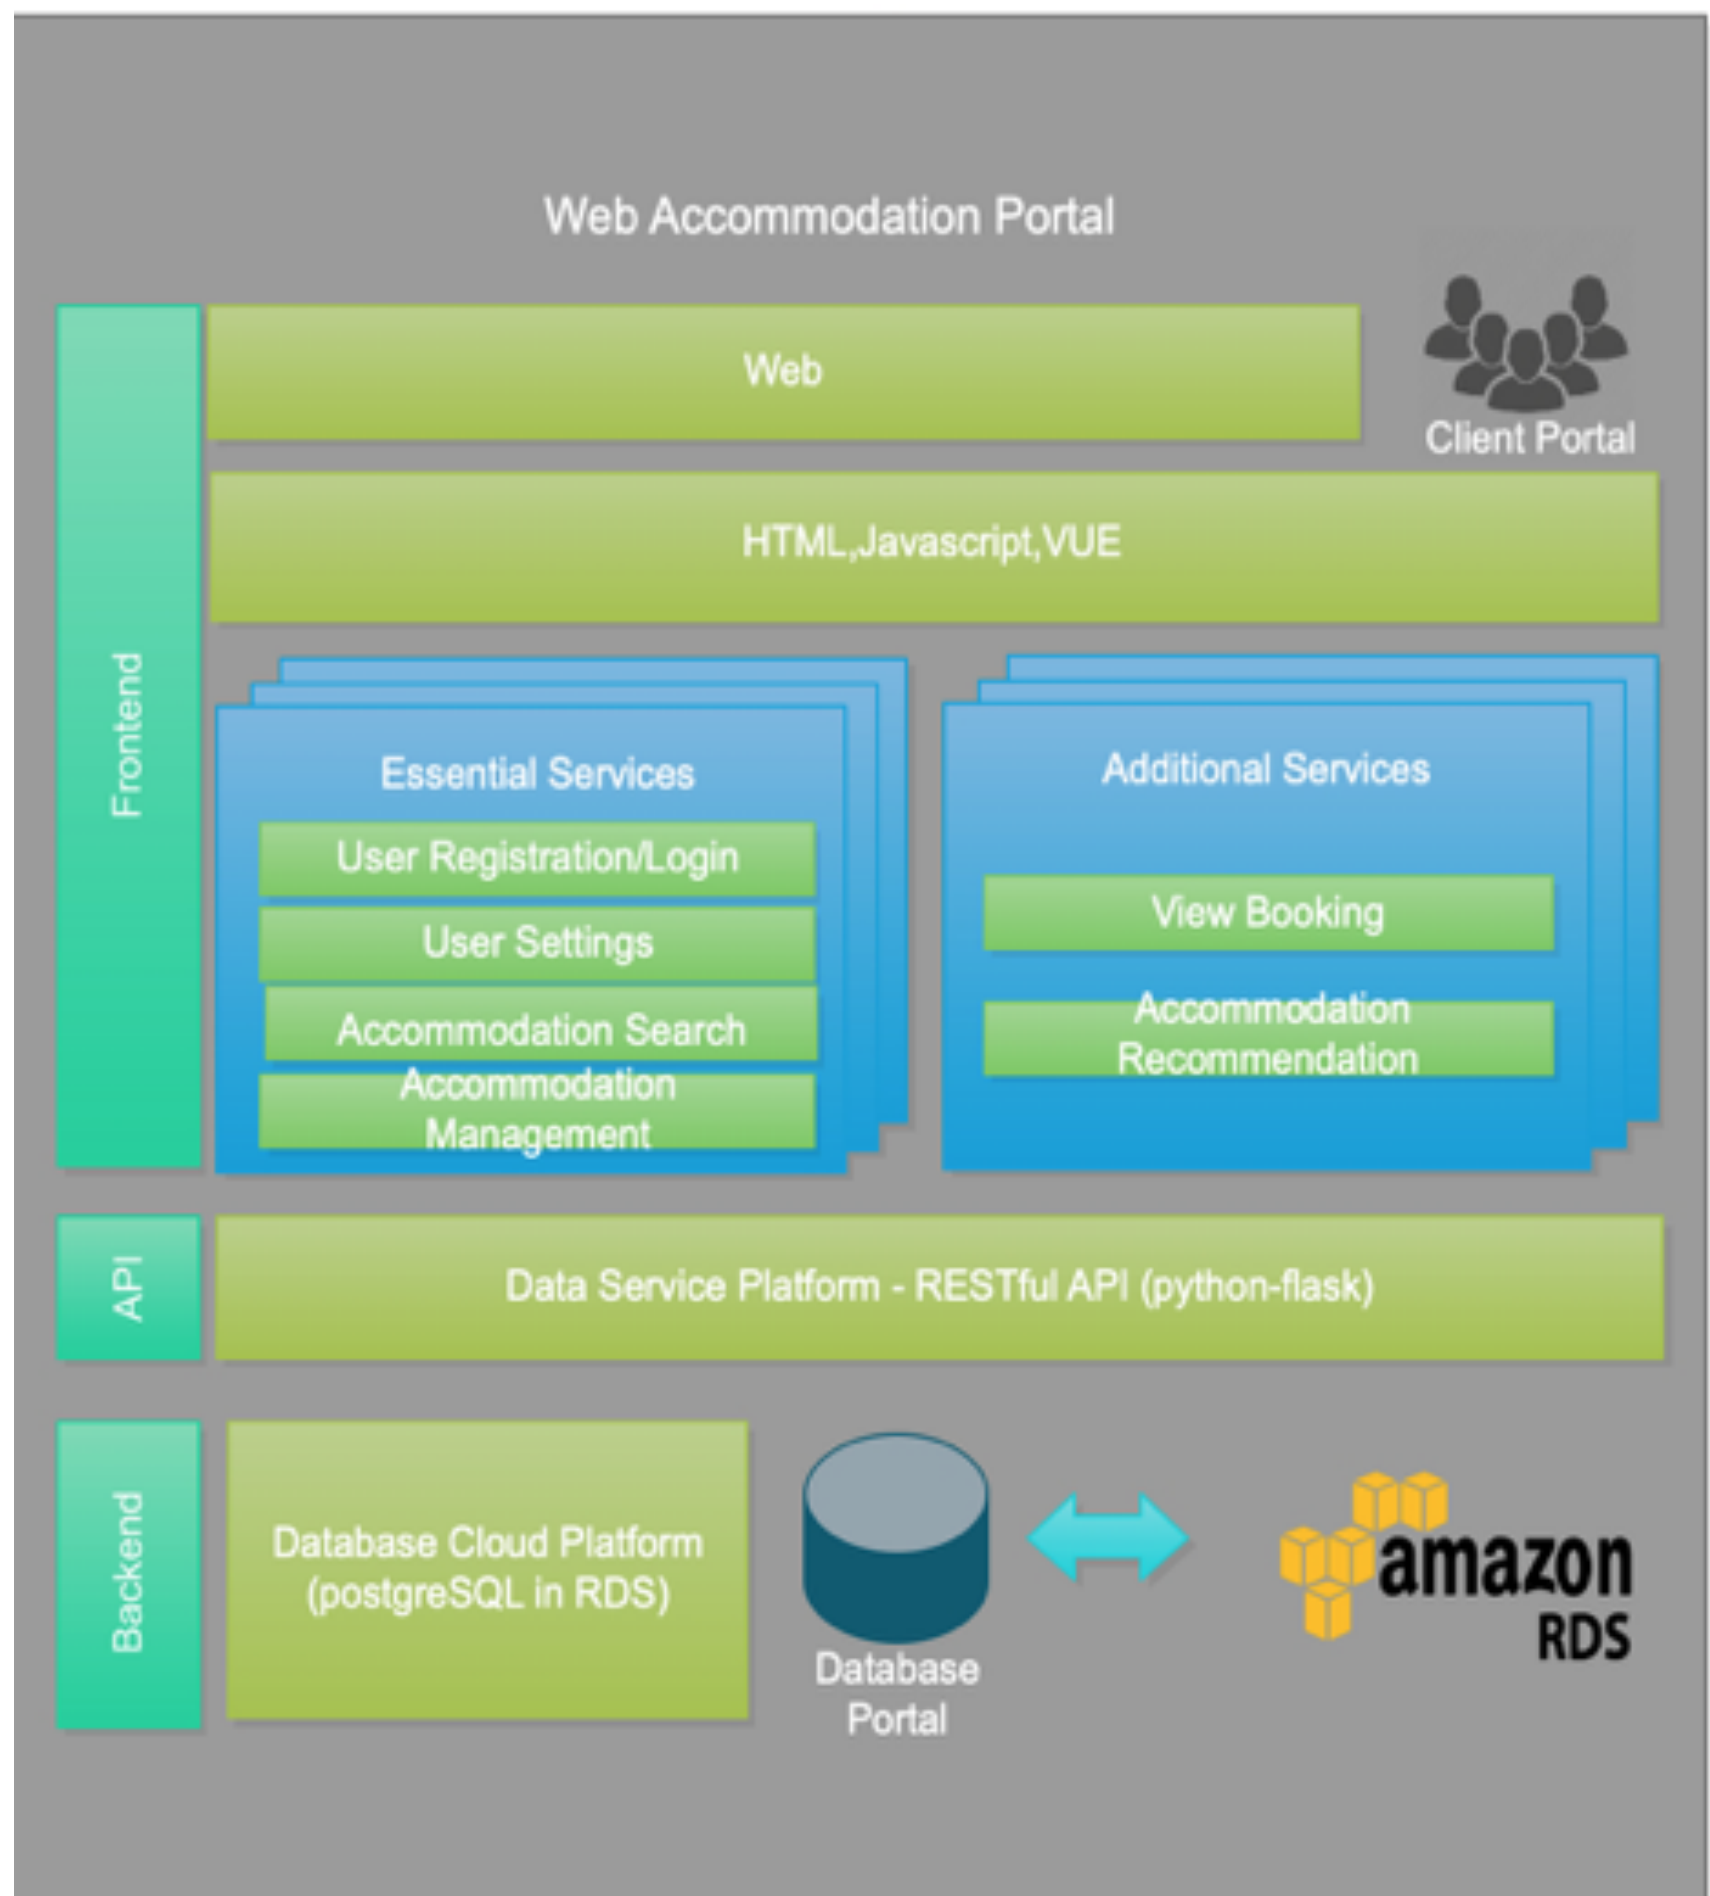 Web Accommodation Portal
Web
Client Portal
HTML,Javascript,VUE
Frontend
Essential Services
User Registration/Login
User Settings
Accommodation Search
Accommodation
Management
Additional Services
View Booking
Accommodation
Recommendation
API
Data Service Platform - RESTful API (python-flask)
Backend
Database Cloud Platform
(postgreSQL in RDS)
Database
Portal
amazon
RDS